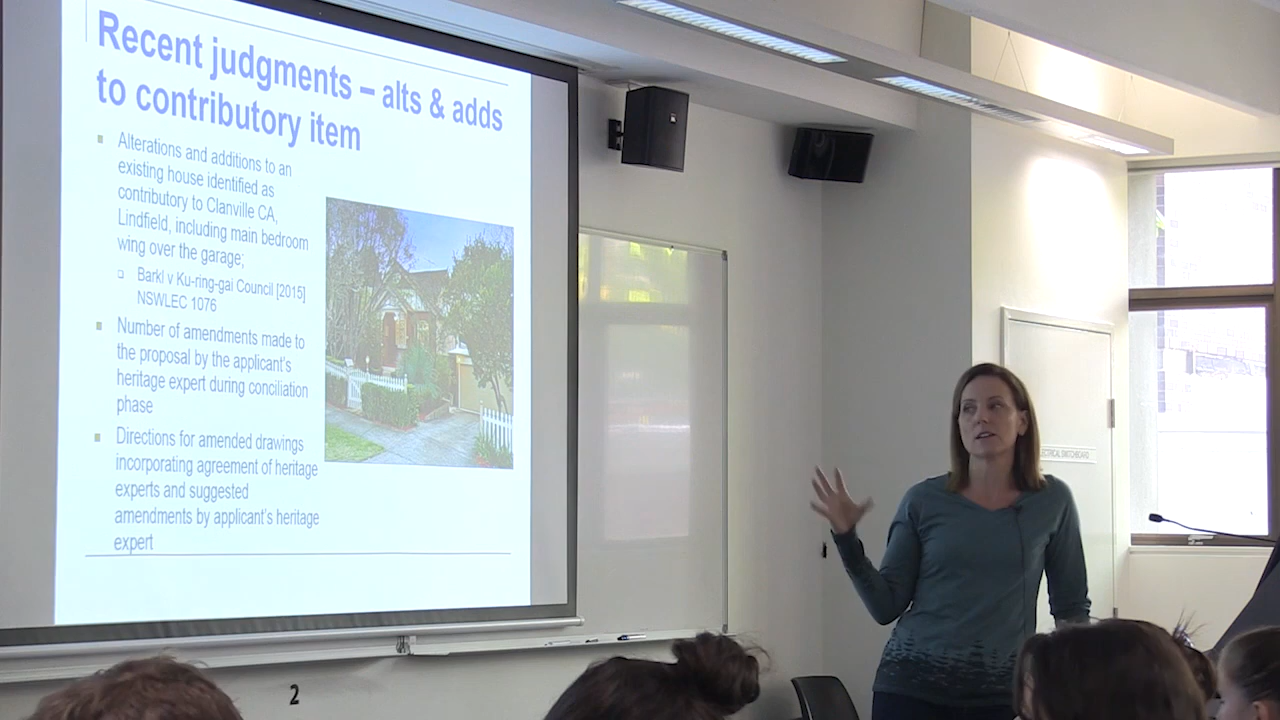 Recent judgments – alts & adds
to contributory item
Alterations and additions to an
existing house identified as
contributory to Clanville CA,
Lindfield, including main bedroom
wing over the garage;
Barkl v Ku-ring-gai Council [2015]
NSWLEC 1076
Number of amendments made to
the proposal by the applicant's
heritage expert during conciliation
phase
Directions for amended drawings
incorporating agreement of heritage
experts and suggested
amendments by applicant's heritage
expert
2
ELECTRICAL SWITCHBOARD